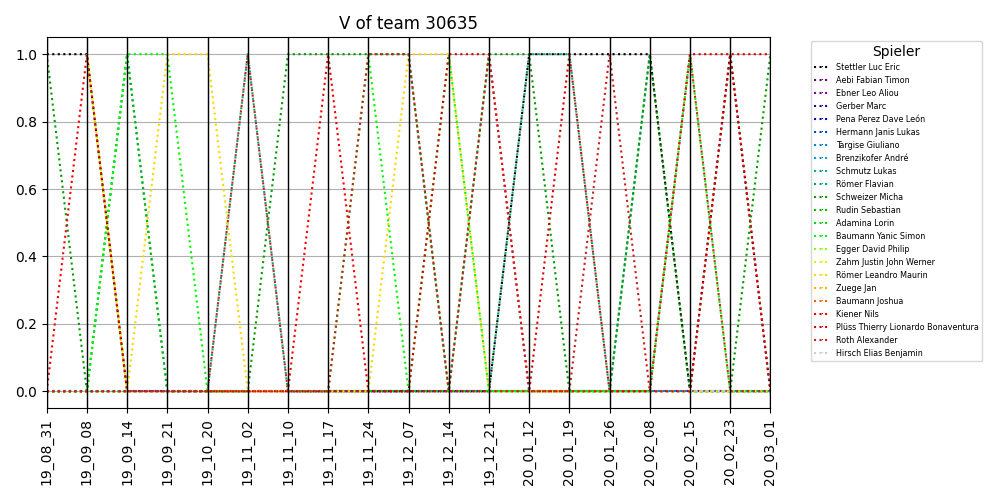 V of team 30635
1.0
0.8
0.6
0.4
0.2
0.0
19_08_31
19_09_08
19_09_14
19_09_21
19_10_20
19_11_02
19_11_10
19_11_17
19_11_24
19_12_07
19_12_14
19_12_21
20_01_12
20_01_19
20_01_26
20_02_08
20_02_15
20_02_23
20_03_01
Spieler
Stettler Luc Eric
Aebi Fabian Timon
Ebner Leo Aliou
Gerber Marc
Pena Perez Dave León
Hermann Janis Lukas
Targise Giuliano
Brenzikofer André
Schmutz Lukas
Römer Flavian
Schweizer Micha
Rudin Sebastian
Adamina Lorin
Baumann Yanic Simon
Egger David Philip
Zahm Justin John Werner
Römer Leandro Maurin
Zuege Jan
Baumann Joshua
Kiener Nils
Plüss Thierry Lionardo Bonaventura
Roth Alexander
Hirsch Elias Benjamin